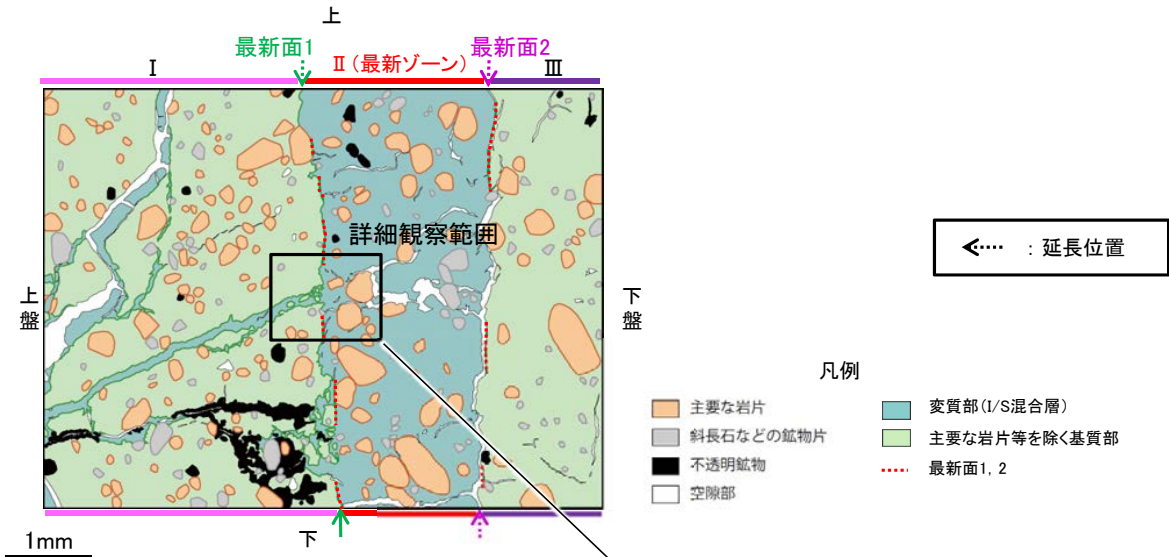 上
最新面1
最新面2
Ⅰ
Ⅱ(最新ゾーン)
Ⅲ
詳細観察範囲
上盤
下盤
: 延長位置
凡例
主要な岩片
斜長石などの鉱物片
不透明鉱物
空隙部
変質部(I/S混合層)
主要な岩片等を除く基質部
最新面1, 2
下
1mm